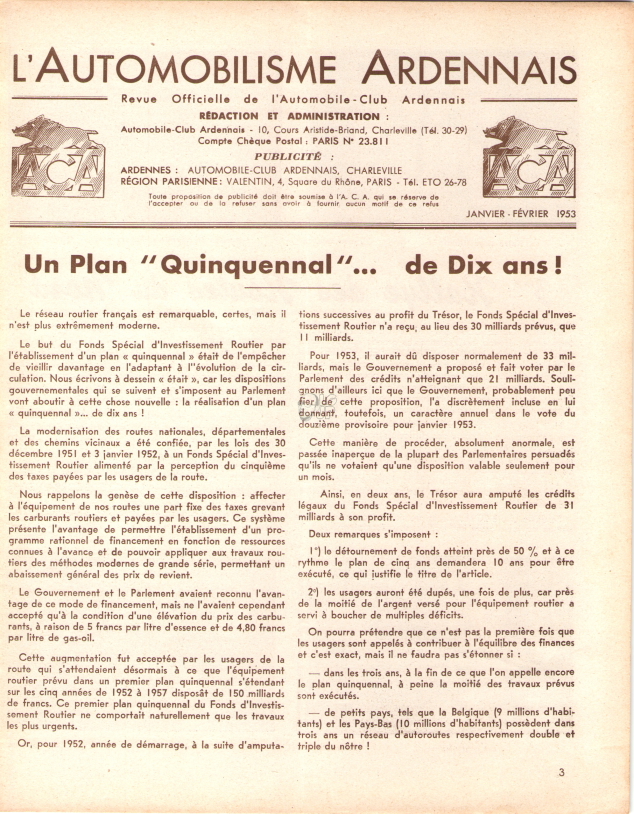 L'AUTOMOBILISME ARDENNAIS
Revue Officielle de l'Automobile-Club Ardennais
RÉDACTION ET ADMINISTRATION :
Automobile-Club Ardennais - 10, Cours Aristide-Briand, Charleville (Tél. 30-29)
Compte Chèque Postal : PARIS N° 23.811
PUBLICITÉ :
ARDENNES : AUTOMOBILE-CLUB ARDENNAIS, CHARLEVILLE
RÉGION PARISIENNE : VALENTIN, 4, Square du Rhône, PARIS - Tél. ETO 26-78
Toute proposition de publicité doit être soumise à l'A. C. A. qui se réserve de
l'accepter ou de la refuser sans avoir à fournir aucun motif de ce refus
ACA
ACA
JANVIER - FÉVRIER 1953
Un Plan "Quinquennal"... de Dix ans !
Le réseau routier français est remarquable, certes, mais il
n'est plus extrêmement moderne.
Le but du Fonds Spécial d'Investissement Routier par
l'établissement d'un plan « quinquennal » était de l'empêcher
de vieillir davantage en l'adaptant à l''évolution de la cir-
culation. Nous écrivons à dessein « était », car les dispositions
gouvernementales qui se suivent et s'imposent au Parlement
vont aboutir à cette chose nouvelle : la réalisation d'un plan
« quinquennal »... de dix ans !
La modernisation des routes nationales, départementales
et des chemins vicinaux a été confiée, par les lois des 30
décembre 1951 et 3 janvier 1952, à un Fonds Spécial d'Inves-
tissement Routier alimenté par la perception du cinquième
des taxes payées par les usagers de la route.
Nous rappelons la genèse de cette disposition : affecter
à l'équipement de nos routes une part fixe des taxes grevant
les carburants routiers et payées par les usagers. Ce système
présente l'avantage de permettre l'établissement d'un pro-
gramme rationnel de financement en fonction de ressources
connues à l'avance et de pouvoir appliquer aux travaux rou-
tiers des méthodes modernes de grande série, permettant un
abaissement général des prix de revient.
Le Gouvernement et le Parlement avaient reconnu l'avan-
tage de ce mode de financement, mais ne l'avaient cependant
accepté qu'à la condition d'une élévation du prix des carbu-
rants, à raison de 5 francs par litre d'essence et de 4,80 francs
par litre de gas-oil.
Cette augmentation fut acceptée par les usagers de la
route qui s'attendaient désormais à ce que l'équipement
routier prévu dans un premier plan quinquennal s'étendant
sur les cinq années de 1952 à 1957 disposât de 150 milliards
de francs. Ce premier plan quinquennal du Fonds d'Investis-
sement Routier ne comportait naturellement que les travaux
les plus urgents.
Or, pour 1952, année de démarrage, à la suite d'amputa-
tions successives au profit du Trésor, le Fonds Spécial d'Inves-
tissement Routier n'a reçu, au lieu des 30 milliards prévus, que
11 milliards.
Pour 1953, il aurait dû disposer normalement de 33 mil-
liards, mais le Gouvernement a proposé et fait voter par le
Parlement des crédits n'atteignant que 21 milliards. Souli-
gnons d'ailleurs ici que le Gouvernement, probablement peu
fier de cette proposition, l'a discrètement incluse en lui
donnant, toutefois, un caractère annuel dans le vote du
douzième provisoire pour janvier 1953.
Cette manière de procéder, absolument anormale, est
passée inaperçue de la plupart des Parlementaires persuadés
qu'ils ne votaient qu'une disposition valable seulement pour
un mois.
Ainsi, en deux ans, le Trésor aura amputé les crédits
légaux du Fonds Spécial d'Investissement Routier de 31
milliards à son profit.
Deux remarques s'imposent :
1°) le détournement de fonds atteint près de 50 % et à ce
rythme le plan de cinq ans demandera 10 ans pour être
exécuté, ce qui justifie le titre de l'article.
2°) les usagers auront été dupés, une fois de plus, car près
de la moitié de l'argent versé pour l'équipement routier a
servi à boucher de multiples déficits.
On pourra prétendre que ce n'est pas la première fois que
les usagers sont appelés à contribuer à l'équilibre des finances
et c'est exact, mais il ne faudra pas s'étonner si :
— dans les trois ans, à la fin de ce que l'on appelle encore
le plan quinquennal, à peine la moitié des travaux prévus
sont exécutés.
— de petits pays, tels que la Belgique (9 millions d'habi-
tants) et les Pays-Bas (10 millions d'habitants) possèdent dans
trois ans un réseau d'autoroutes respectivement double et
triple du nôtre !
3